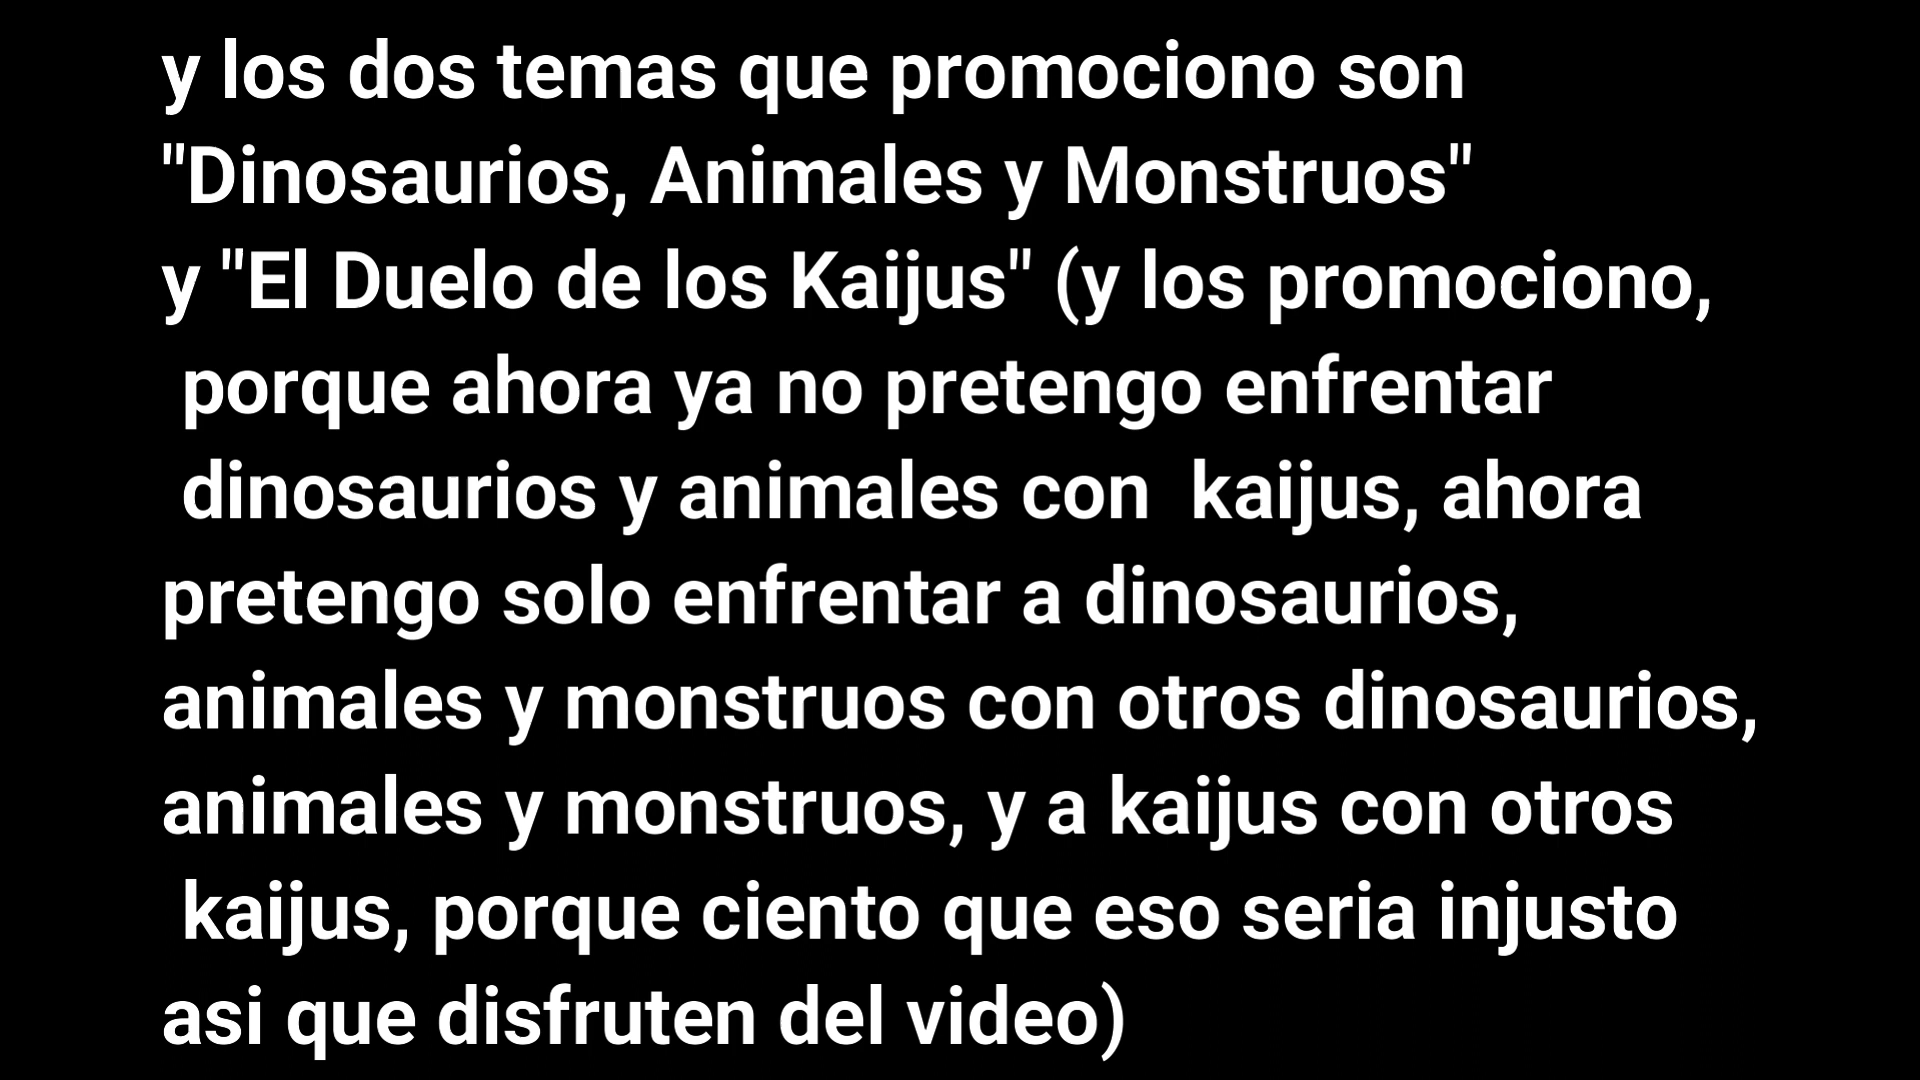 y los dos temas que promociono son
"Dinosaurios, Animales y Monstruos"
y "El Duelo de los Kaijus" (y los promociono,
porque ahora ya no pretengo enfrentar
dinosaurios y animales con  kaijus, ahora
pretengo solo enfrentar a dinosaurios,
animales y monstruos con otros dinosaurios,
animales y monstruos, y a kaijus con otros
kaijus, porque ciento que eso seria injusto
asi que disfruten del video)